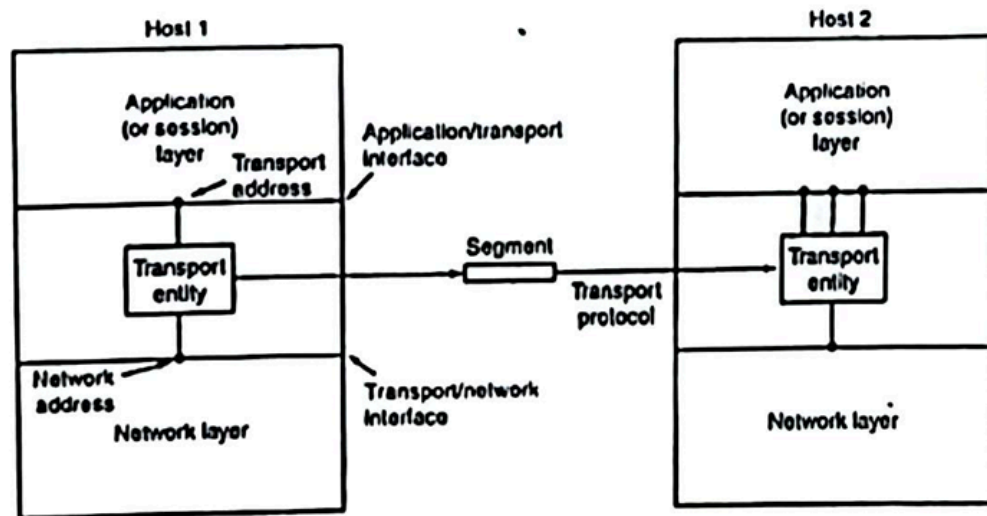 Host 1
Host 2
Application
(or session)
layer
Transport
address
Application/transport
Interface
Application
(or session)
layer
Transport
entity
Segment
Transport
protocol
Transport
entity
Network
address
Transport/network
Interface
Network layer
Network layer